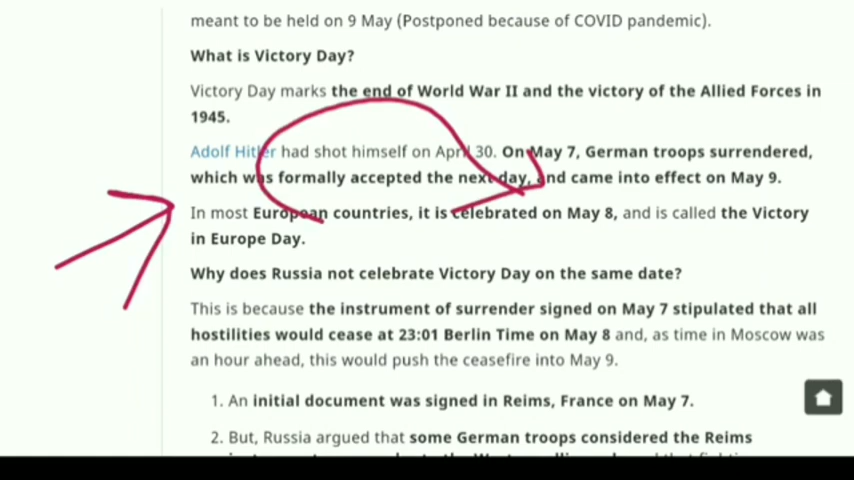 meant to be held on 9 May (Postponed because of COVID pandemic).
What is Victory Day?
Victory Day marks the end of World War II and the victory of the Allied Forces in
1945.
Adolf Hitler had shot himself on April 30. On May 7, German troops surrendered,
which was formally accepted the next day, and came into effect on May 9.
In most European countries, it is celebrated on May 8, and is called the Victory
in Europe Day.
Why does Russia not celebrate Victory Day on the same date?
This is because the instrument of surrender signed on May 7 stipulated that all
hostilities would cease at 23:01 Berlin Time on May 8 and, as time in Moscow was
an hour ahead, this would push the ceasefire into May 9.
1. An initial document was signed in Reims, France on May 7.
2. But, Russia argued that some German troops considered the Reims